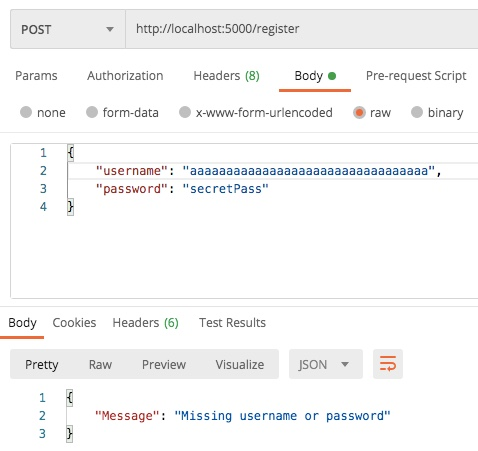 POST http://localhost:5000/register
Params Authorization Headers (8) Body Pre-request Script
none form-data x-www-form-urlencoded raw binary
1 {
2 "username": "aaaaaaaaaaaaaaaaaaaaaaaaaaaaaaaaa",
3 "password": "secretPass"
4 }
Body Cookies Headers (6) Test Results
Pretty Raw Preview Visualize JSON
1 {
2 "Message": "Missing username or password"
3 }